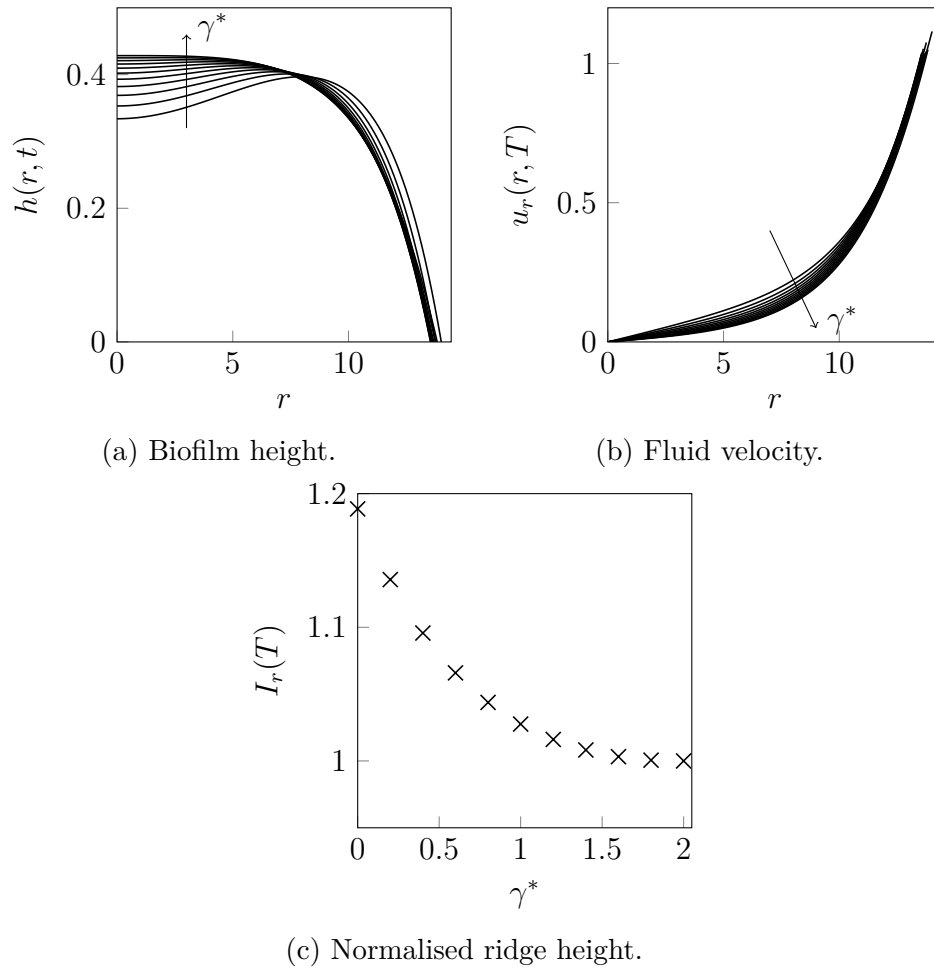 γ*
h(r, t)
0.4
0.2
0
0 5 10
r
(a) Biofilm height.
u_r(r, T)
1
0.5
0
γ*
0 5 10
r
(b) Fluid velocity.
I_r(T)
1.2
1.1
1
0 0.5 1 1.5 2
γ*
(c) Normalised ridge height.